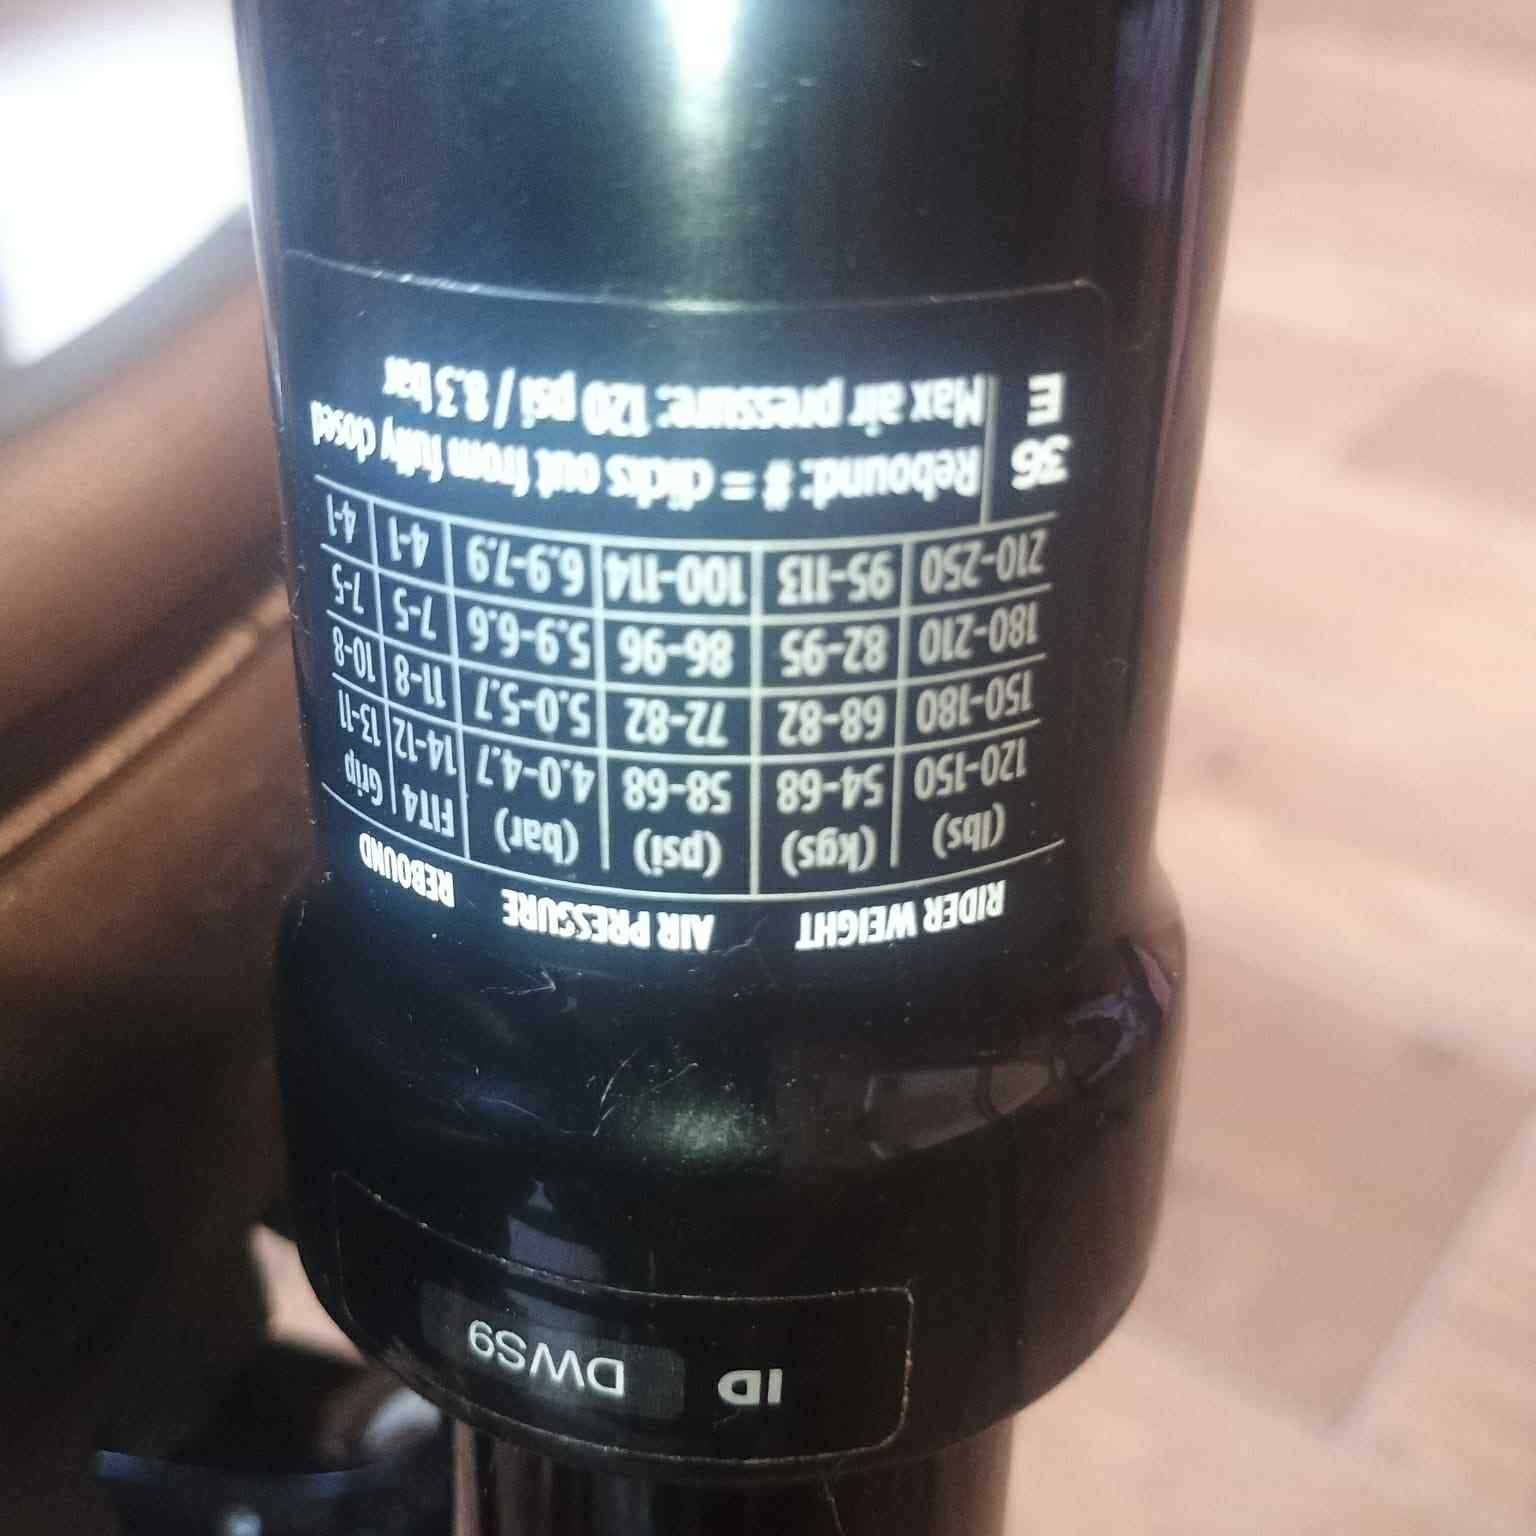 ID DWS9
RIDER WEIGHT AIR PRESSURE REBOUND
(lbs) (kgs) (psi) (bar) FIT4 Grip
120-150 54-68 58-68 4.0-4.7 14-12 13-11
150-180 68-82 72-82 5.0-5.7 11-8 10-8
180-210 82-95 86-96 5.9-6.6 7-5 7-5
210-250 95-113 100-114 6.9-7.9 4-1 4-1
36 Rebound: # = clicks out from fully closed
E Max air pressure: 120 psi / 8.3 bar